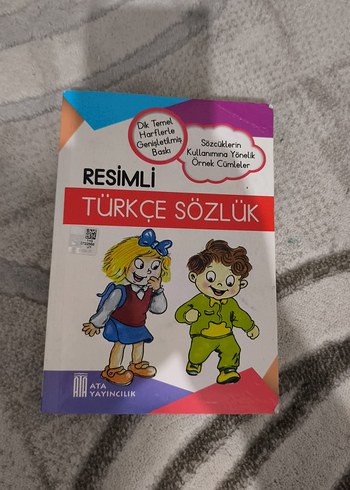 Dik Temel
Harflerle
Genişletilmiş
Baskı
Sözcüklerin
Kullanımına Yönelik
Örnek Cümleler
RESİMLİ
TÜRKÇE SÖZLÜK
ATA
YAYINCILIK